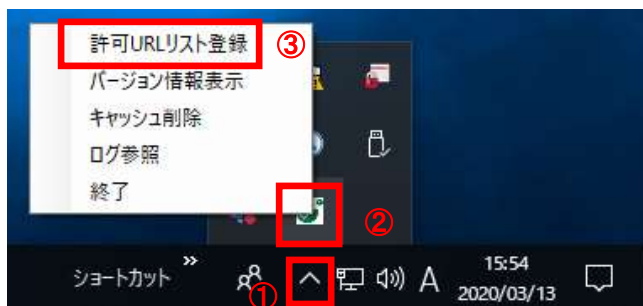 許可URLリスト登録
③
バージョン情報表示
キャッシュ削除
ログ参照
終了
②
ショートカット
»
①
A
15:54
2020/03/13